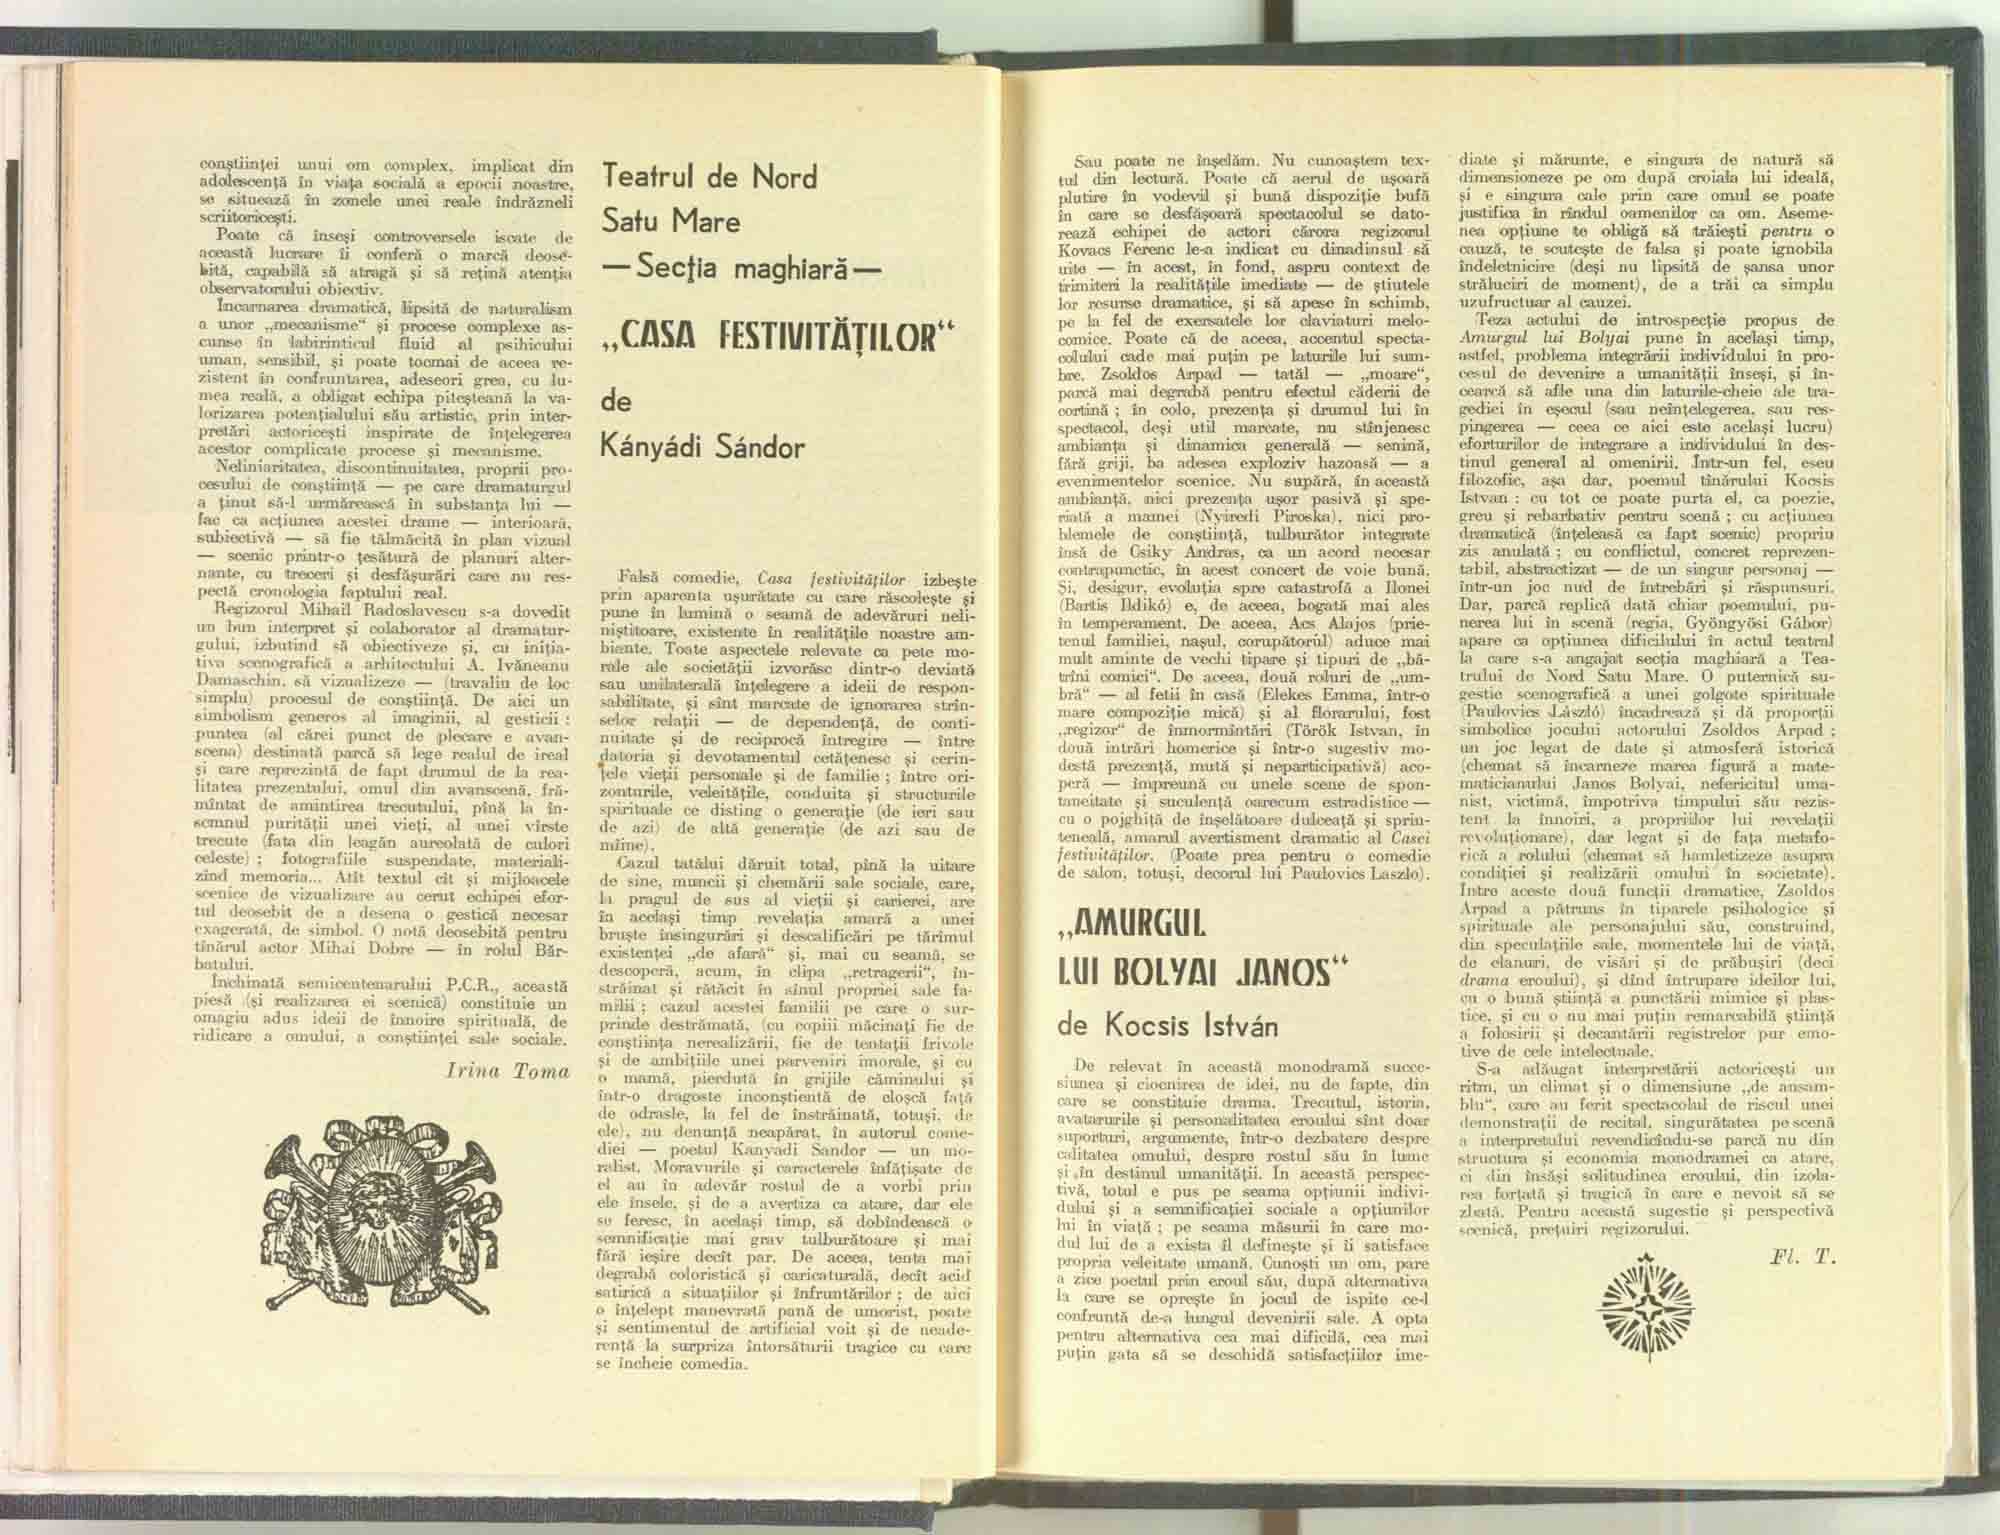 conştiinţei unui om complex, implicat din
adolescenţă în viaţa socială a epocii noastre,
se situează în zonele unei reale îndrăzneli
scriitoriceşti.
Poate că înseşi controversele iscate de
această lucrare îi conferă o marcă deose-
bită, capabilă să atragă şi să reţină atenţia
observatorului obiectiv.
Incarnarea dramatică, lipsită de naturalism
a unor „mecanisme" şi procese complexe as-
cunse în labirinticul fluid al psihicului
uman, sensibil, şi poate tocmai de aceea re-
zistent în confruntarea, adeseori grea, cu lu-
mea reală, a obligat echipa piteşteană la va-
lorizarea potenţialului său artistic, prin inter-
pretări actoriceşti inspirate de înţelegerea
acestor complicate procese şi mecanisme.
Neliniaritatea, discontinuitatea, proprii pro-
cesului de conştiinţă — pe care dramaturgul
a ţinut să-l urmărească în substanţa lui —
fac ca acţiunea acestei drame — interioară,
subiectivă — să fie tălmăcită în plan vizual
— scenic printr-o ţesătură de planuri alter-
nante, cu treceri şi desfăşurări care nu res-
pectă cronologia faptului real.
Regizorul Mihail Radoslavescu s-a dovedit
un bun interpret şi colaborator al dramatur-
gului, izbutind să obiectiveze şi, cu iniţia-
tiva scenografică a arhitectului A. Ivăneanu
Damaschin, să vizualizeze — (travaliu de loc
simplu) procesul de conştiinţă. De aici un
simbolism generos al imaginii, al gesticii :
puntea (al cărei punct de plecare e avan-
scena) destinată parcă să lege realul de ireal
şi care reprezintă de fapt drumul de la rea-
litatea prezentului, omul din avanscenă, fră-
mîntat de amintirea trecutului, pînă la în-
semnul purităţii unei vieţi, al unei vîrste
trecute (fata din leagăn aureolată de culori
celeste) ; fotografiile suspendate, materiali-
zînd memoria... Atît textul cît şi mijloacele
scenice de vizualizare au cerut echipei efor-
tul deosebit de a desena o gestică necesar
exagerată, de simbol. O notă deosebită pentru
tînărul actor Mihai Dobre — în rolul Băr-
batului.
Închinată semicentenarului P.C.R., această
piesă (şi realizarea ei scenică) constituie un
omagiu adus ideii de înnoire spirituală, de
ridicare a omului, a conştiinţei sale sociale.
Irina Toma
Teatrul de Nord
Satu Mare
— Secţia maghiară —
„CASA FESTIVITĂŢILOR"
de
Kányádi Sándor
Falsă comedie, Casa festivităţilor izbeşte
prin aparenta uşurătate cu care răscoleşte şi
pune în lumină o seamă de adevăruri neli-
niştitoare, existente în realităţile noastre am-
biante. Toate aspectele relevate ca pete mo-
rale ale societăţii izvorăsc dintr-o deviată
sau unilaterală înţelegere a ideii de respon-
sabilitate, şi sînt marcate de ignorarea strîn-
selor relaţii — de dependenţă, de conti-
nuitate şi de reciprocă întregire — între
datoria şi devotamentul cetăţenesc şi cerin-
ţele vieţii personale şi de familie ; între ori-
zonturile, veleităţile, conduita şi structurile
spirituale ce disting o generaţie (de ieri sau
de azi) de altă generaţie (de azi sau de
mîine).
Cazul tatălui dăruit total, pînă la uitare
de sine, muncii şi chemării sale sociale, care,
la pragul de sus al vieţii şi carierei, are
în acelaşi timp revelaţia amară a unei
bruşte însingurări şi descalificări pe tărîmul
existenţei „de afară" şi, mai cu seamă, se
descoperă, acum, în clipa „retragerii", în-
străinat şi rătăcit în sînul propriei sale fa-
milii ; cazul acestei familii pe care o sur-
prinde destrămată, (cu copiii măcinaţi fie de
conştiinţa nerealizării, fie de tentaţii frivole
şi de ambiţiile unei parveniri imorale, şi cu
o mamă, pierdută în grijile căminului şi
într-o dragoste inconştientă de cloşcă faţă
de odrasle, la fel de înstrăinată, totuşi, de
ele), nu denunţă neapărat, în autorul come-
diei — poetul Kanyadi Sandor — un mo-
ralist. Moravurile şi caracterele înfăţişate de
el au în adevăr rostul de a vorbi prin
ele însele, şi de a avertiza ca atare, dar ele
se feresc, în acelaşi timp, să dobîndească o
semnificaţie mai grav tulburătoare şi mai
fără ieşire decît par. De aceea, tenta mai
degrabă coloristică şi caricaturală, decît acid
satirică a situaţiilor şi înfruntărilor ; de aici
o înţelept manevrată pană de umorist, poate
şi sentimentul de artificial voit şi de neade-
renţă la surpriza întorsăturii tragice cu care
se încheie comedia.
Sau poate ne înşelăm. Nu cunoaştem tex-
tul din lectură. Poate că aerul de uşoară
plutire în vodevil şi bună dispoziţie bufă
în care se desfăşoară spectacolul se dato-
rează echipei de actori cărora regizorul
Kovacs Ferenc le-a indicat cu dinadinsul să
uite — în acest, în fond, aspru context de
trimiteri la realităţile imediate — de ştiutele
lor resurse dramatice, şi să apese în schimb,
pe la fel de exersatele lor claviaturi melo-
comice. Poate că de aceea, accentul specta-
colului cade mai puţin pe laturile lui sum-
bre. Zsoldos Arpad — tatăl — „moare",
parcă mai degrabă pentru efectul căderii de
cortină ; în colo, prezenţa şi drumul lui în
spectacol, deşi util marcate, nu stînjenesc
ambianţa şi dinamica generală — senină,
fără griji, ba adesea exploziv hazoasă — a
evenimentelor scenice. Nu supără, în această
ambianţă, nici prezenţa uşor pasivă şi spe-
riată a mamei (Nyiredi Piroska), nici pro-
blemele de conştiinţă, tulburător integrate
însă de Csiky Andras, ca un acord necesar
contrapunctic, în acest concert de voie bună.
Şi, desigur, evoluţia spre catastrofă a Ilonei
(Bartis Ildikó) e, de aceea, bogată mai ales
în temperament. De aceea, Acs Alajos (prie-
tenul familiei, naşul, corupătorul) aduce mai
mult aminte de vechi tipare şi tipuri de „bă-
trîni comici". De aceea, două roluri de „um-
bră" — al fetii în casă (Elekes Emma, într-o
mare compoziţie mică) şi al florarului, fost
„regizor" de înmormîntări (Török Istvan, în
două intrări homerice şi într-o sugestiv mo-
destă prezenţă, mută şi neparticipativă) aco-
peră — împreună cu unele scene de spon-
taneitate şi suculenţă oarecum estradistice —
cu o pojghiţă de înşelătoare dulceaţă şi sprin-
teneală, amarul avertisment dramatic al Casei
festivităţilor. (Poate prea pentru o comedie
de salon, totuşi, decorul lui Paulovics Laszlo).
„AMURGUL
LUI BOLYAI JANOS"
de Kocsis István
De relevat în această monodramă succe-
siunea şi ciocnirea de idei, nu de fapte, din
care se constituie drama. Trecutul, istoria,
avatarurile şi personalitatea eroului sînt doar
suporturi, argumente, într-o dezbatere despre
calitatea omului, despre rostul său în lume
şi în destinul umanităţii. In această perspec-
tivă, totul e pus pe seama opţiunii indivi-
dului şi a semnificaţiei sociale a opţiunilor
lui în viaţă ; pe seama măsurii în care mo-
dul lui de a exista îl defineşte şi îi satisface
propria veleitate umană. Cunoşti un om, pare
a zice poetul prin eroul său, după alternativa
la care se opreşte în jocul de ispite ce-l
confruntă de-a lungul devenirii sale. A opta
pentru alternativa cea mai dificilă, cea mai
puţin gata să se deschidă satisfacţiilor ime-
diate şi mărunte, e singura de natură să
dimensioneze pe om după croiala lui ideală,
şi e singura cale prin care omul se poate
justifica în rîndul oamenilor ca om. Aseme-
nea opţiune te obligă să trăieşti pentru o
cauză, te scuteşte de falsa şi poate ignobila
îndeletnicire (deşi nu lipsită de şansa unor
străluciri de moment), de a trăi ca simplu
uzufructuar al cauzei.
Teza actului de introspecţie propus de
Amurgul lui Bolyai pune în acelaşi timp,
astfel, problema integrării individului în pro-
cesul de devenire a umanităţii înseşi, şi în-
cearcă să afle una din laturile-cheie ale tra-
gediei în eşecul (sau neînţelegerea, sau res-
pingerea — ceea ce aici este acelaşi lucru)
eforturilor de integrare a individului în des-
tinul general al omenirii. Într-un fel, eseu
filozofic, aşa dar, poemul tînărului Kocsis
Istvan : cu tot ce poate purta el, ca poezie,
greu şi rebarbativ pentru scenă ; cu acţiunea
dramatică (înţeleasă ca fapt scenic) propriu
zis anulată ; cu conflictul, concret reprezen-
tabil, abstractizat — de un singur personaj —
într-un joc nud de întrebări şi răspunsuri.
Dar, parcă replică dată chiar poemului, pu-
nerea lui în scenă (regia, Gyöngyösi Gábor)
apare ca opţiunea dificilului în actul teatral
la care s-a angajat secţia maghiară a Tea-
trului de Nord Satu Mare. O puternică su-
gestie scenografică a unei golgote spirituale
(Paulovics László) încadrează şi dă proporţii
simbolice jocului actorului Zsoldos Arpad ;
un joc legat de date şi atmosferă istorică
(chemat să încarneze marea figură a mate-
maticianului Janos Bolyai, nefericitul uma-
nist, victimă, împotriva timpului său rezis-
tent la înnoiri, a propriilor lui revelaţii
revoluţionare), dar legat şi de faţa metafo-
rică a rolului (chemat să hamletizeze asupra
condiţiei şi realizării omului în societate).
Între aceste două funcţii dramatice, Zsoldos
Arpad a pătruns în tiparele psihologice şi
spirituale ale personajului său, construind,
din speculaţiile sale, momentele lui de viaţă,
de elanuri, de visări şi de prăbuşiri (deci
drama eroului), şi dînd întrupare ideilor lui,
cu o bună ştiinţă a punctării mimice şi plas-
tice, şi cu o nu mai puţin remarcabilă ştiinţă
a folosirii şi decantării registrelor pur emo-
tive de cele intelectuale.
S-a adăugat interpretării actoriceşti un
ritm, un climat şi o dimensiune „de ansam-
blu", care au ferit spectacolul de riscul unei
demonstraţii de recital, singurătatea pe scenă
a interpretului revendicîndu-se parcă nu din
structura şi economia monodramei ca atare,
ci din însăşi solitudinea eroului, din izola-
rea forţată şi tragică în care e nevoit să se
zbată. Pentru această sugestie şi perspectivă
scenică, preţuiri regizorului.
Fl. T.